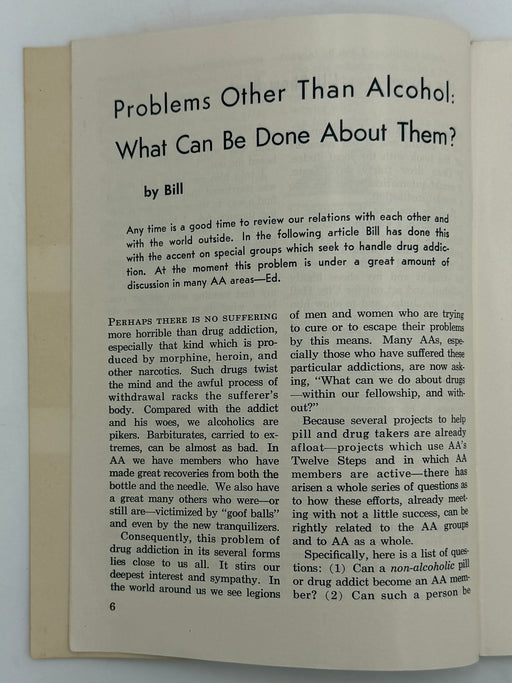 Problems Other Than Alcohol:
What Can Be Done About Them?
by Bill
Any time is a good time to review our relations with each other and
with the world outside. In the following article Bill has done this
with the accent on special groups which seek to handle drug addic-
tion. At the moment this problem is under a great amount of
discussion in many AA areas—Ed.
PERHAPS THERE IS NO SUFFERING
more horrible than drug addiction,
especially that kind which is pro-
duced by morphine, heroin, and
other narcotics. Such drugs twist
the mind and the awful process of
withdrawal racks the sufferer's
body. Compared with the addict
and his woes, we alcoholics are
pikers. Barbiturates, carried to ex-
tremes, can be almost as bad. In
AA we have members who have
made great recoveries from both the
bottle and the needle. We also have
a great many others who were—or
still are—victimized by "goof balls"
and even by the new tranquilizers.
Consequently, this problem of
drug addiction in its several forms
lies close to us all. It stirs our
deepest interest and sympathy. In
the world around us we see legions
6
of men and women who are trying
to cure or to escape their problems
by this means. Many AAs, espe-
cially those who have suffered these
particular addictions, are now ask-
ing, "What can we do about drugs
—within our fellowship, and with-
out?"
Because several projects to help
pill and drug takers are already
afloat—projects which use AA's
Twelve Steps and in which AA
members are active—there has
arisen a whole series of questions as
to how these efforts, already meet-
ing with not a little success, can be
rightly related to the AA groups
and to AA as a whole.
Specifically, here is a list of ques-
tions: (1) Can a non-alcoholic pill
or drug addict become an AA mem-
ber? (2) Can such a person be